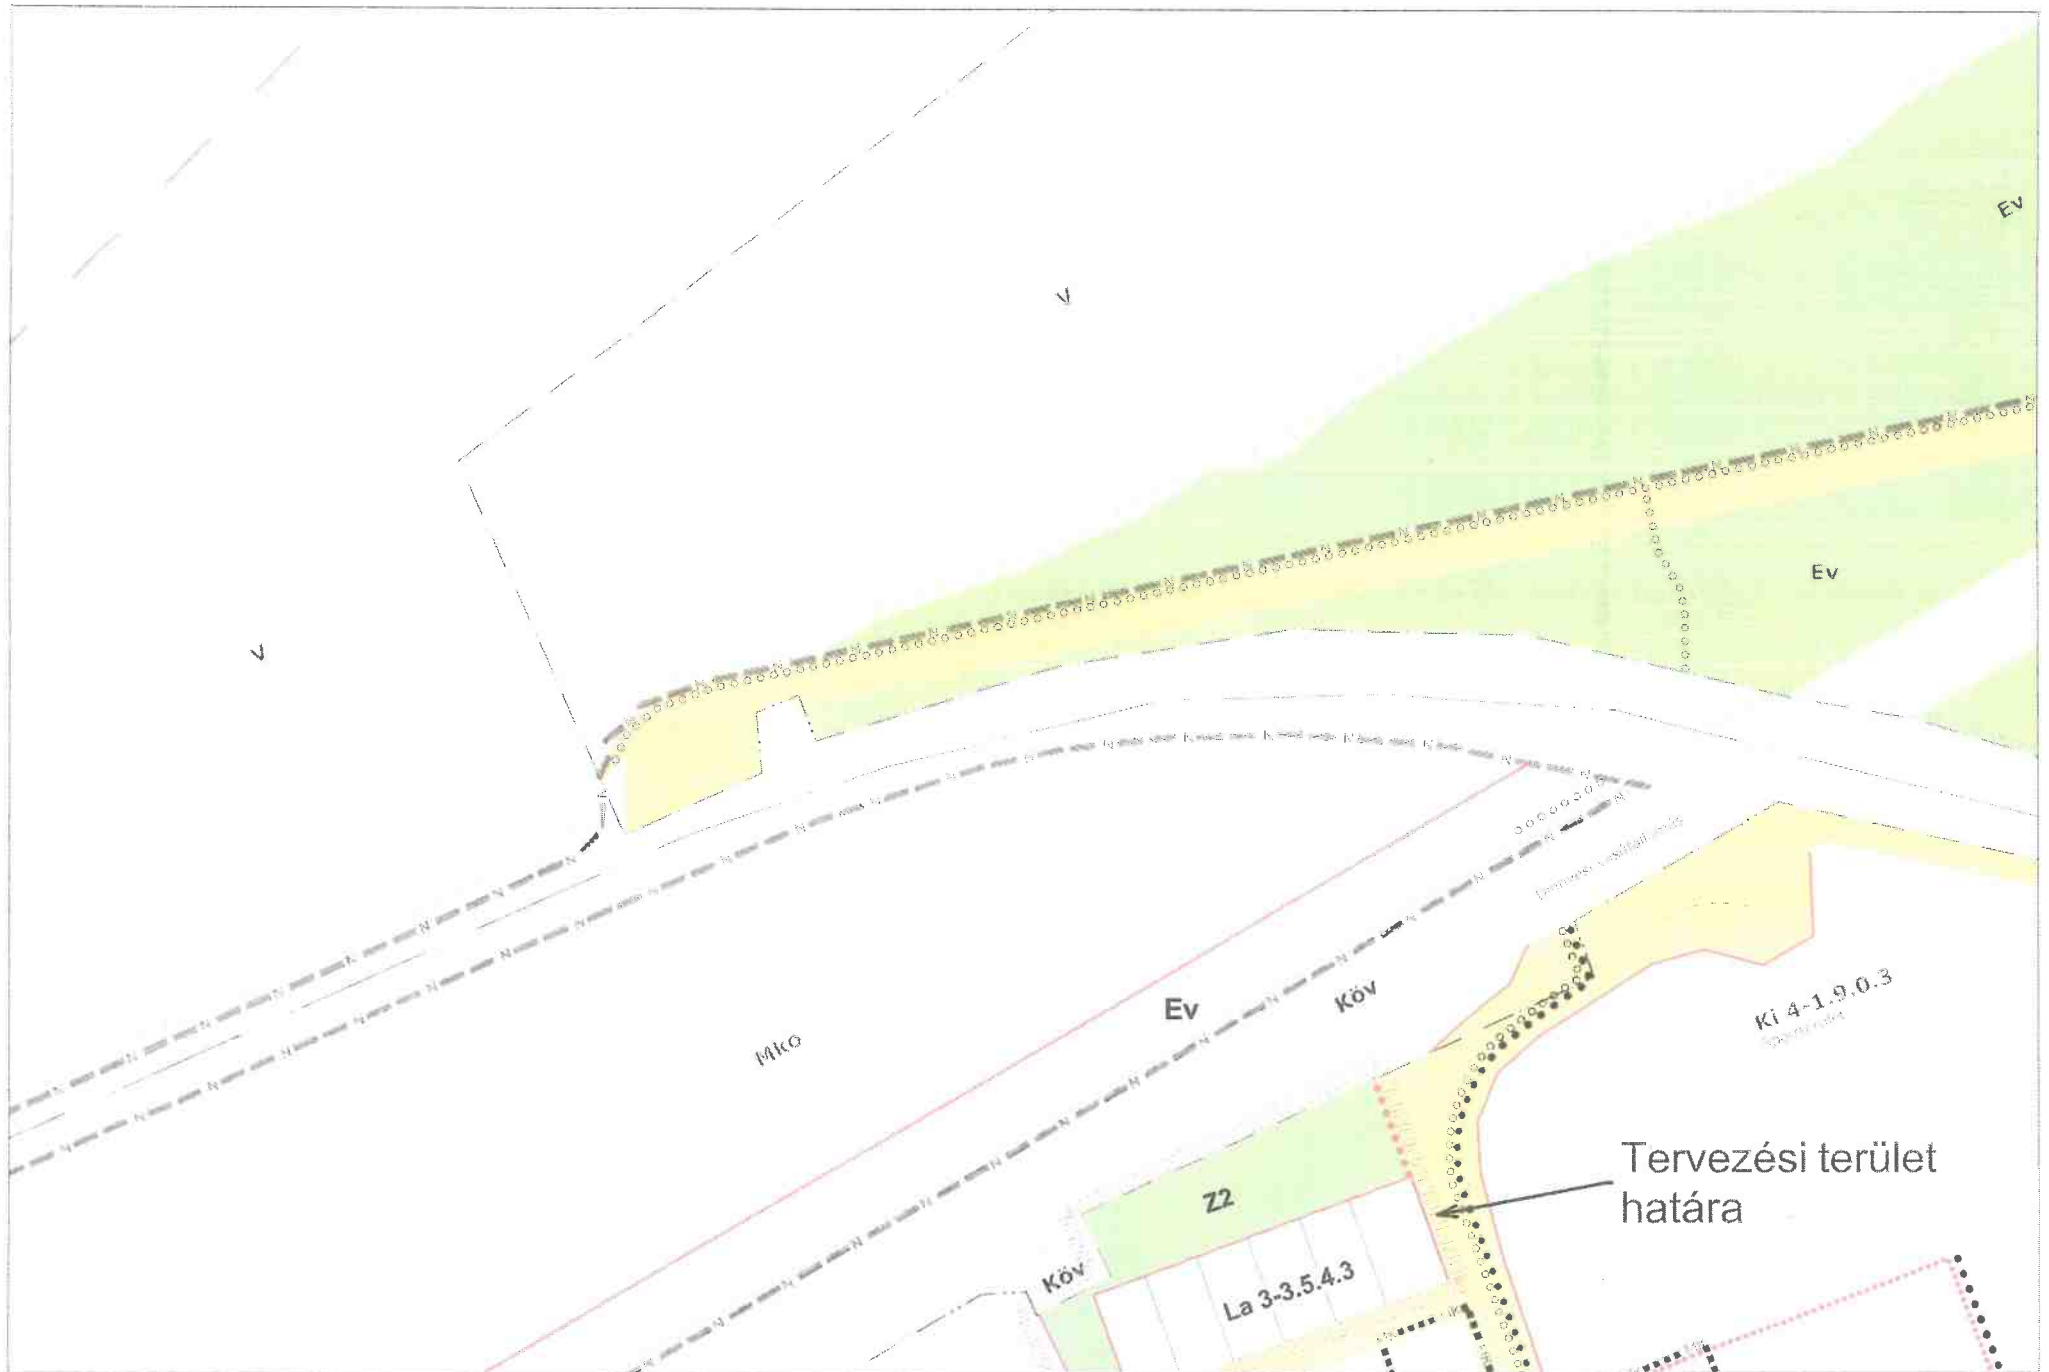 Ev
V
Ev
V
Ev
Köv
Ki 4-1.9.0.3
Mko
Tervezési terület
határa
Z2
Köv
La 3-3.5.4.3